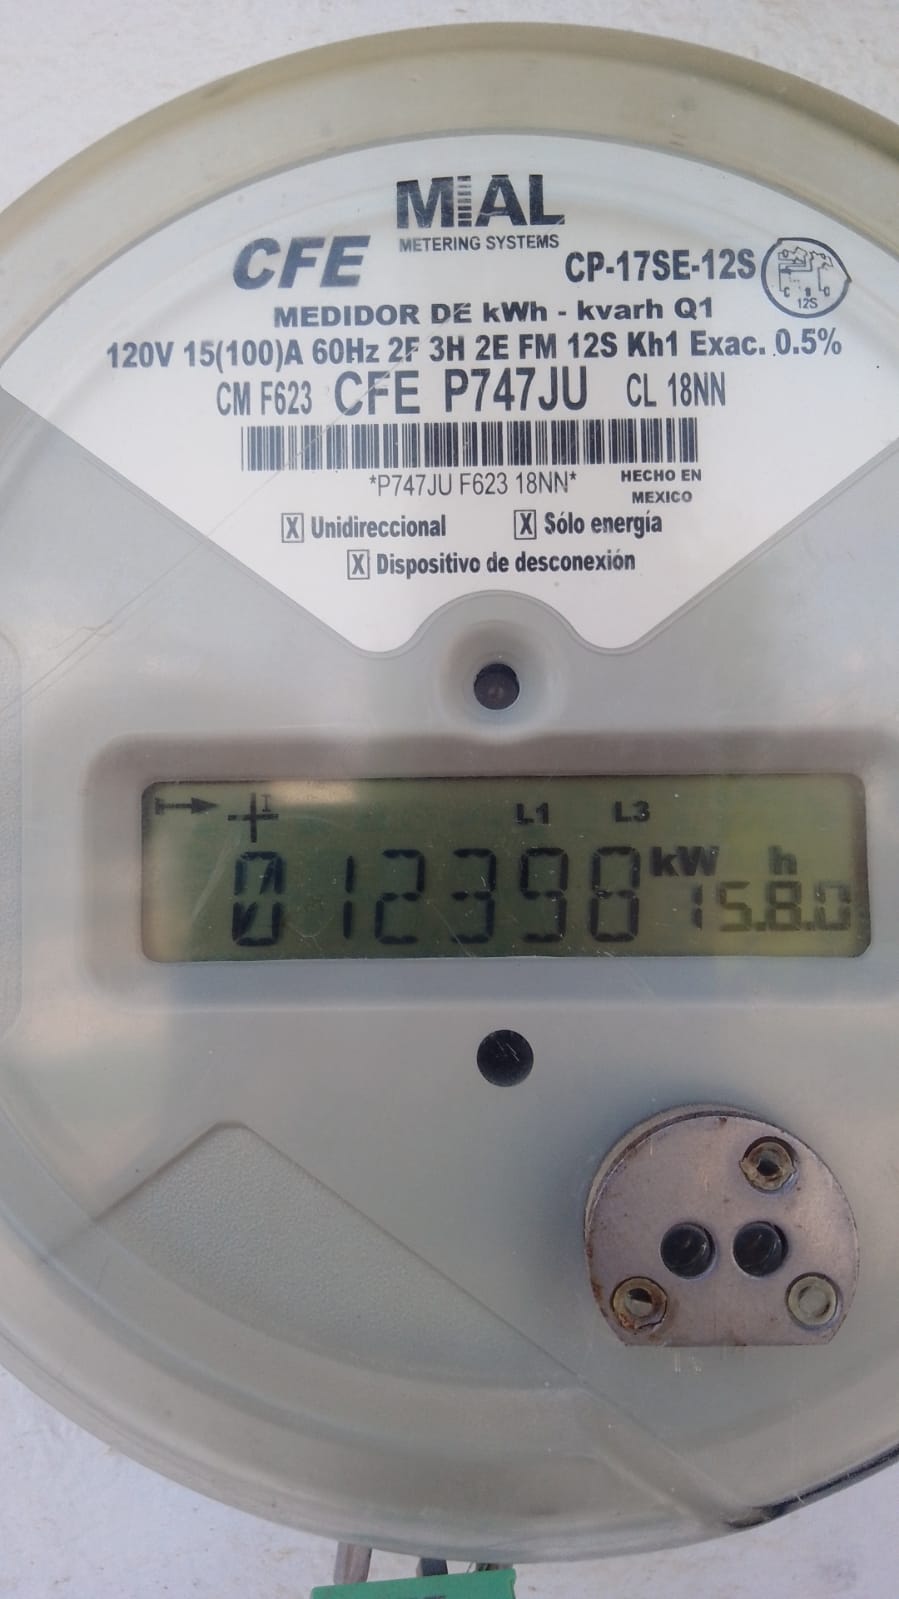 MIAL
METERING SYSTEMS
CFE
CP-17SE-12S
12S
MEDIDOR DE kWh - kvarh Q1
120V 15(100)A 60Hz 2F 3H 2E FM 12S Kh1 Exac. 0.5%
CM F623 CFE P747JU CL 18NN
*P747JU F623 18NN*
HECHO EN
MEXICO
X Unidireccional X Sólo energía
X Dispositivo de desconexión
L1 L3
012398 kW h
15.8.0